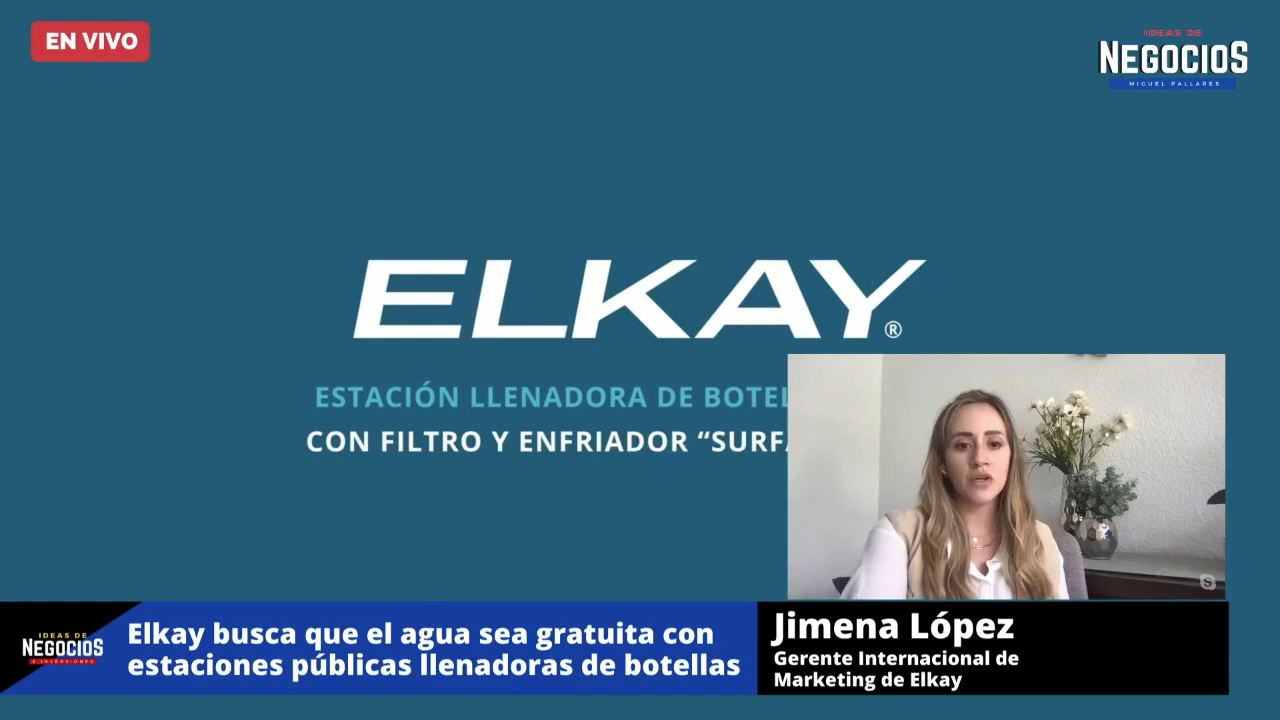 EN VIVO
IDEAS DE
NEGOCIOS
MIGUEL PALLARES
ELKAY®
ESTACIÓN LLENADORA DE BOTEL
CON FILTRO Y ENFRIADOR “SURFA
IDEAS DE
NEGOCIOS
E INVERSIONES
Elkay busca que el agua sea gratuita con
estaciones públicas llenadoras de botellas
Jimena López
Gerente Internacional de
Marketing de Elkay